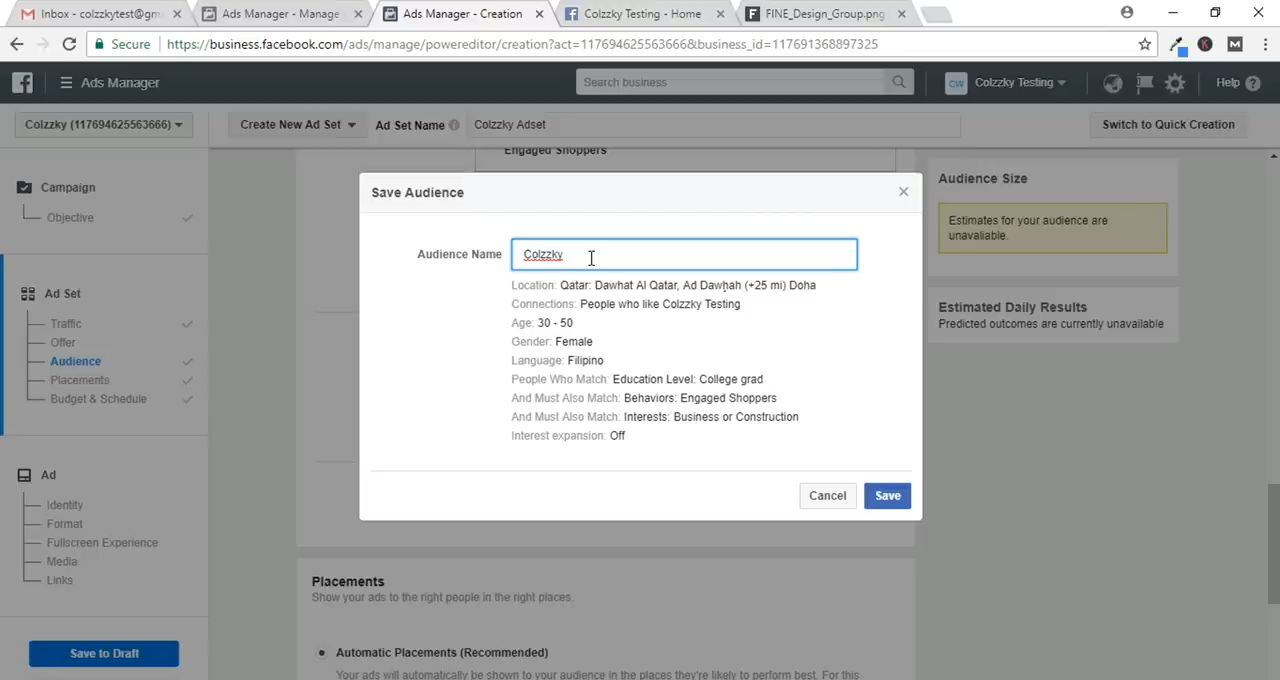 Inbox - colzzkytest@gm
Ads Manager - Manage
Ads Manager - Creation
Colzzky Testing - Home
FINE_Design_Group.png
Secure
https://business.facebook.com/ads/manage/powereditor/creation?act=117694625563666&business_id=117691368897325
Ads Manager
Search business
CW
Colzzky Testing
Help
Colzzky (117694625563666)
Create New Ad Set
Ad Set Name
Colzzky Adset
Switch to Quick Creation
Engaged Shoppers
Campaign
Objective
Ad Set
Traffic
Offer
Audience
Placements
Budget & Schedule
Ad
Identity
Format
Fullscreen Experience
Media
Links
Save to Draft
Save Audience
Audience Name
Colzzky
Location: Qatar: Dawhat Al Qatar, Ad Dawḩah (+25 mi) Doha
Connections: People who like Colzzky Testing
Age: 30 - 50
Gender: Female
Language: Filipino
People Who Match: Education Level: College grad
And Must Also Match: Behaviors: Engaged Shoppers
And Must Also Match: Interests: Business or Construction
Interest expansion: Off
Cancel
Save
Audience Size
Estimates for your audience are
unavailable.
Estimated Daily Results
Predicted outcomes are currently unavailable
Placements
Show your ads to the right people in the right places.
Automatic Placements (Recommended)
Your ads will automatically be shown to your audience in the places they're likely to perform best. For this